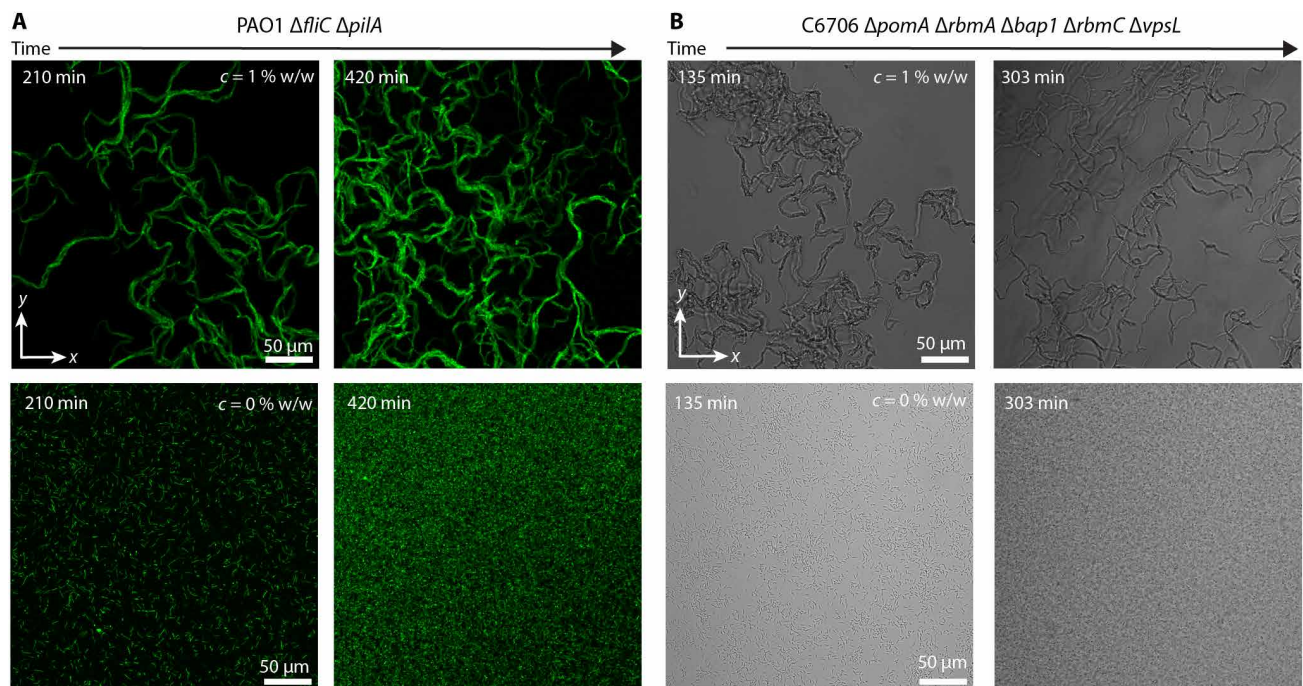 A PAO1 ΔfliC ΔpilA
Time
210 min c = 1 % w/w
420 min
y
x
50 µm
210 min c = 0 % w/w
420 min
50 µm
B C6706 ΔpomA ΔrbmA Δbap1 ΔrbmC ΔvpsL
Time
135 min c = 1 % w/w
303 min
y
x
50 µm
135 min c = 0 % w/w
303 min
50 µm